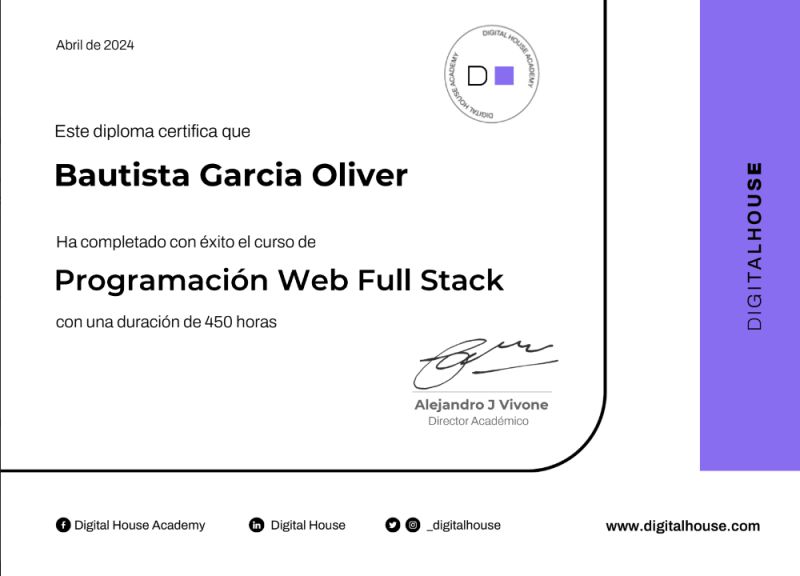 Abril de 2024
DIGITAL HOUSE ACADEMY
DIGITAL HOUSE ACADEMY
D
Este diploma certifica que
Bautista Garcia Oliver
Ha completado con éxito el curso de
Programación Web Full Stack
con una duración de 450 horas
Alejandro J Vivone
Director Académico
DIGITALHOUSE
Digital House Academy
Digital House
_digitalhouse
www.digitalhouse.com